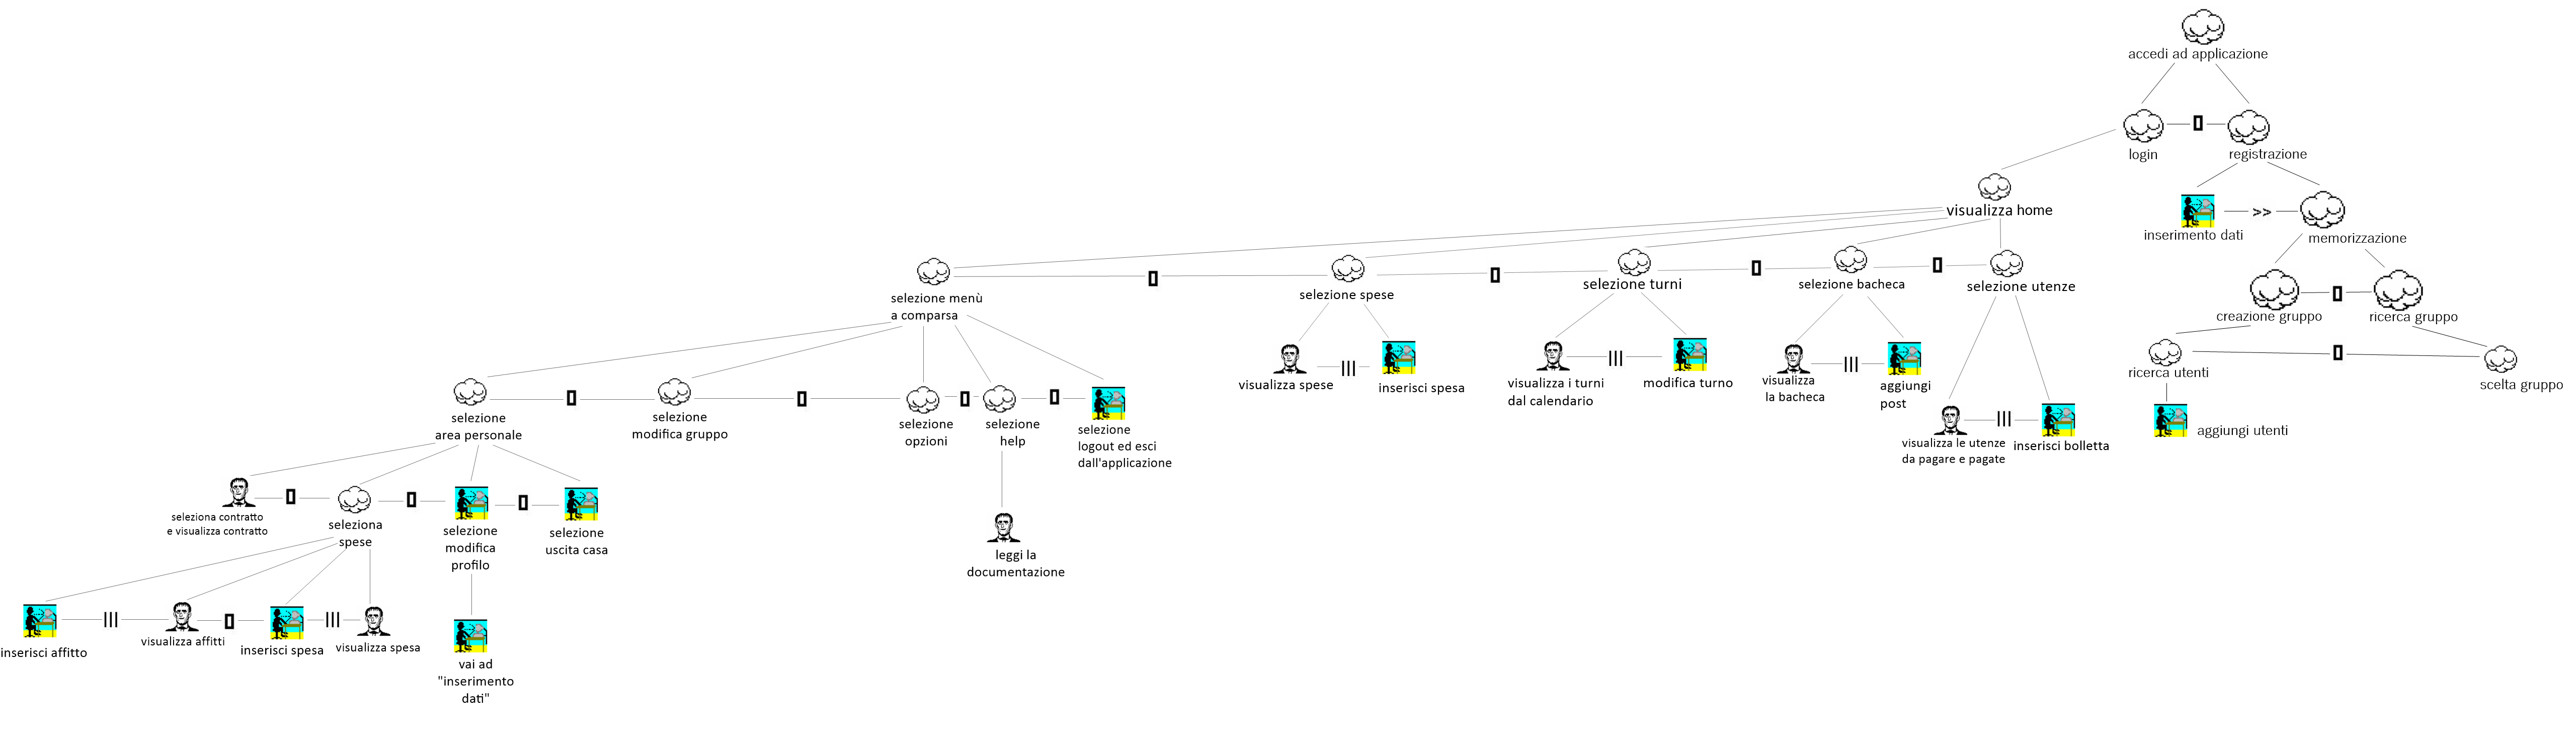 accedi ad applicazione
login
registrazione
visualizza home
inserimento dati
>>
memorizzazione
selezione menù
a comparsa
selezione spese
selezione turni
selezione bacheca
selezione utenze
creazione gruppo
ricerca gruppo
visualizza spese
|||
inserisci spesa
visualizza i turni
dal calendario
|||
modifica turno
visualizza
la bacheca
|||
aggiungi
post
ricerca utenti
scelta gruppo
selezione
area personale
selezione
modifica gruppo
selezione
opzioni
selezione
help
selezione
logout ed esci
dall'applicazione
visualizza le utenze
da pagare e pagate
|||
inserisci bolletta
aggiungi utenti
seleziona contratto
e visualizza contratto
seleziona
spese
selezione
modifica
profilo
selezione
uscita casa
leggi la
documentazione
inserisci affitto
|||
visualizza affitti
inserisci spesa
|||
visualizza spesa
vai ad
"inserimento
dati"